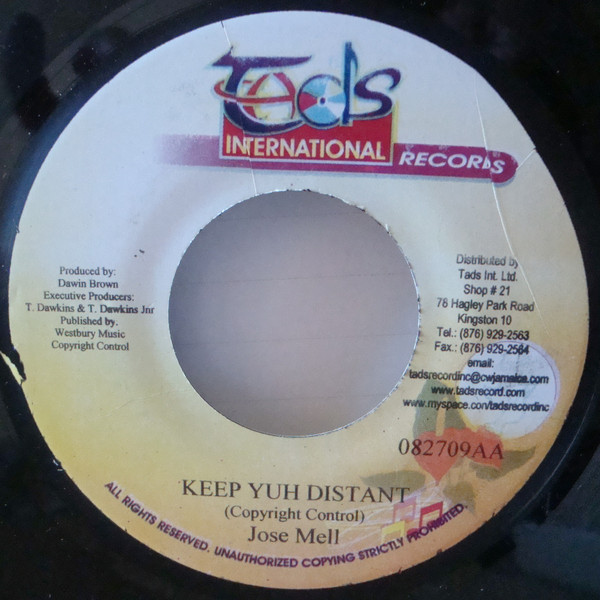 Tads
INTERNATIONAL
RECORDS
Produced by:
Dawin Brown
Executive Producers:
T. Dawkins & T. Dawkins Jnr
Published by.
Westbury Music
Copyright Control
Distributed by
Tads Int. Ltd.
Shop # 21
78 Hagley Park Road
Kingston 10
Tel.: (876) 929-2563
Fax.: (876) 929-2564
email:
tadsrecordinc@cwjamaica.com
www.tadsrecord.com
www.myspace.con/tadsrecordinc
082709AA
KEEP YUH DISTANT
(Copyright Control)
Jose Mell
ALL RIGHTS RESERVED. UNAUTHORIZED COPYING STRICTLY PROHIBITED.